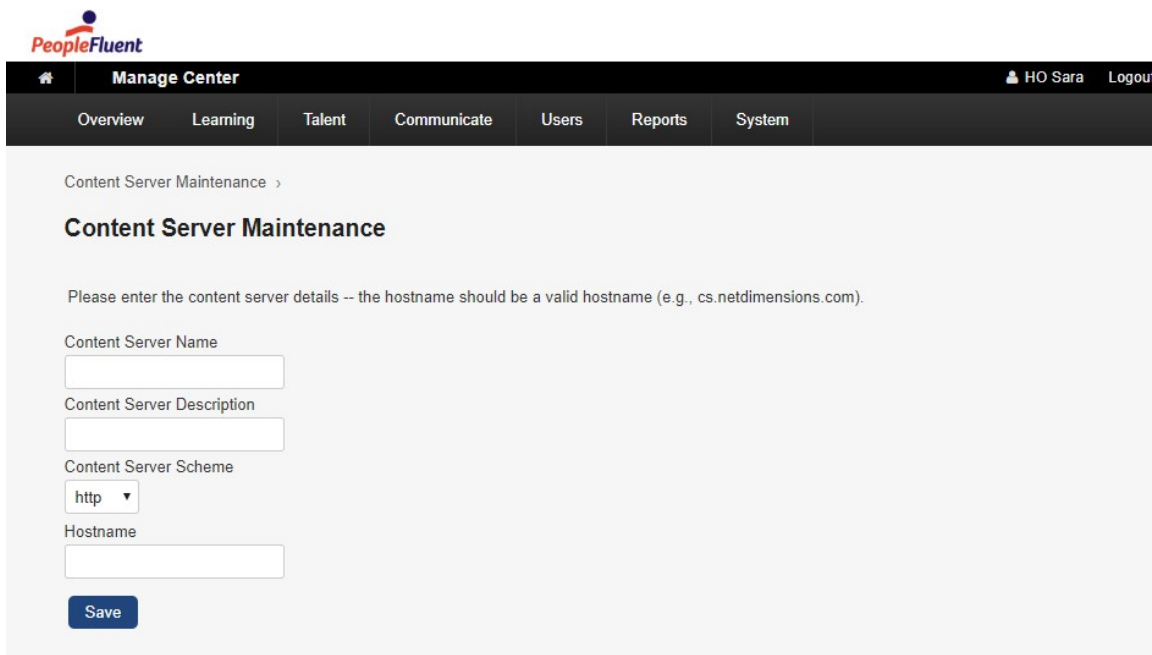 PeopleFluent
Manage Center HO Sara Logout
Overview Learning Talent Communicate Users Reports System
Content Server Maintenance ›
Content Server Maintenance
Please enter the content server details -- the hostname should be a valid hostname (e.g., cs.netdimensions.com).
Content Server Name
Content Server Description
Content Server Scheme
http
Hostname
Save